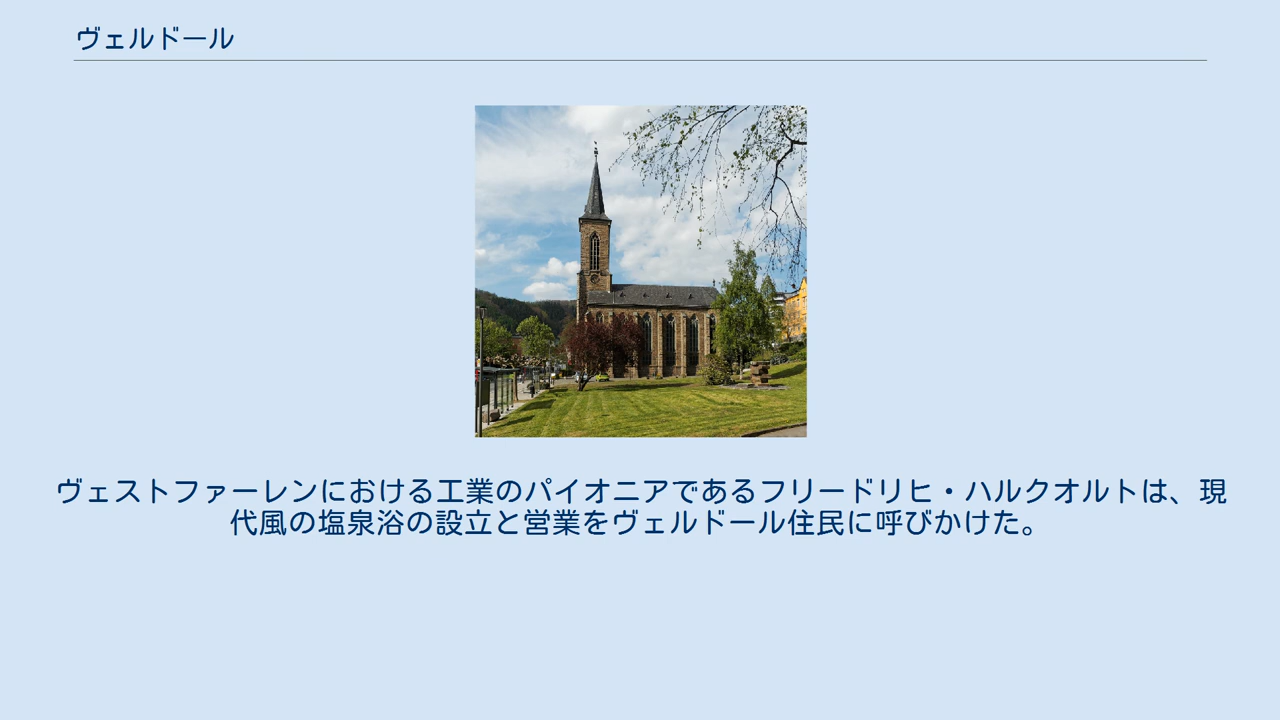 ヴェルドール
ヴェストファーレンにおける工業のパイオニアであるフリードリヒ・ハルクオルトは、現
代風の塩泉浴の設立と営業をヴェルドール住民に呼びかけた。